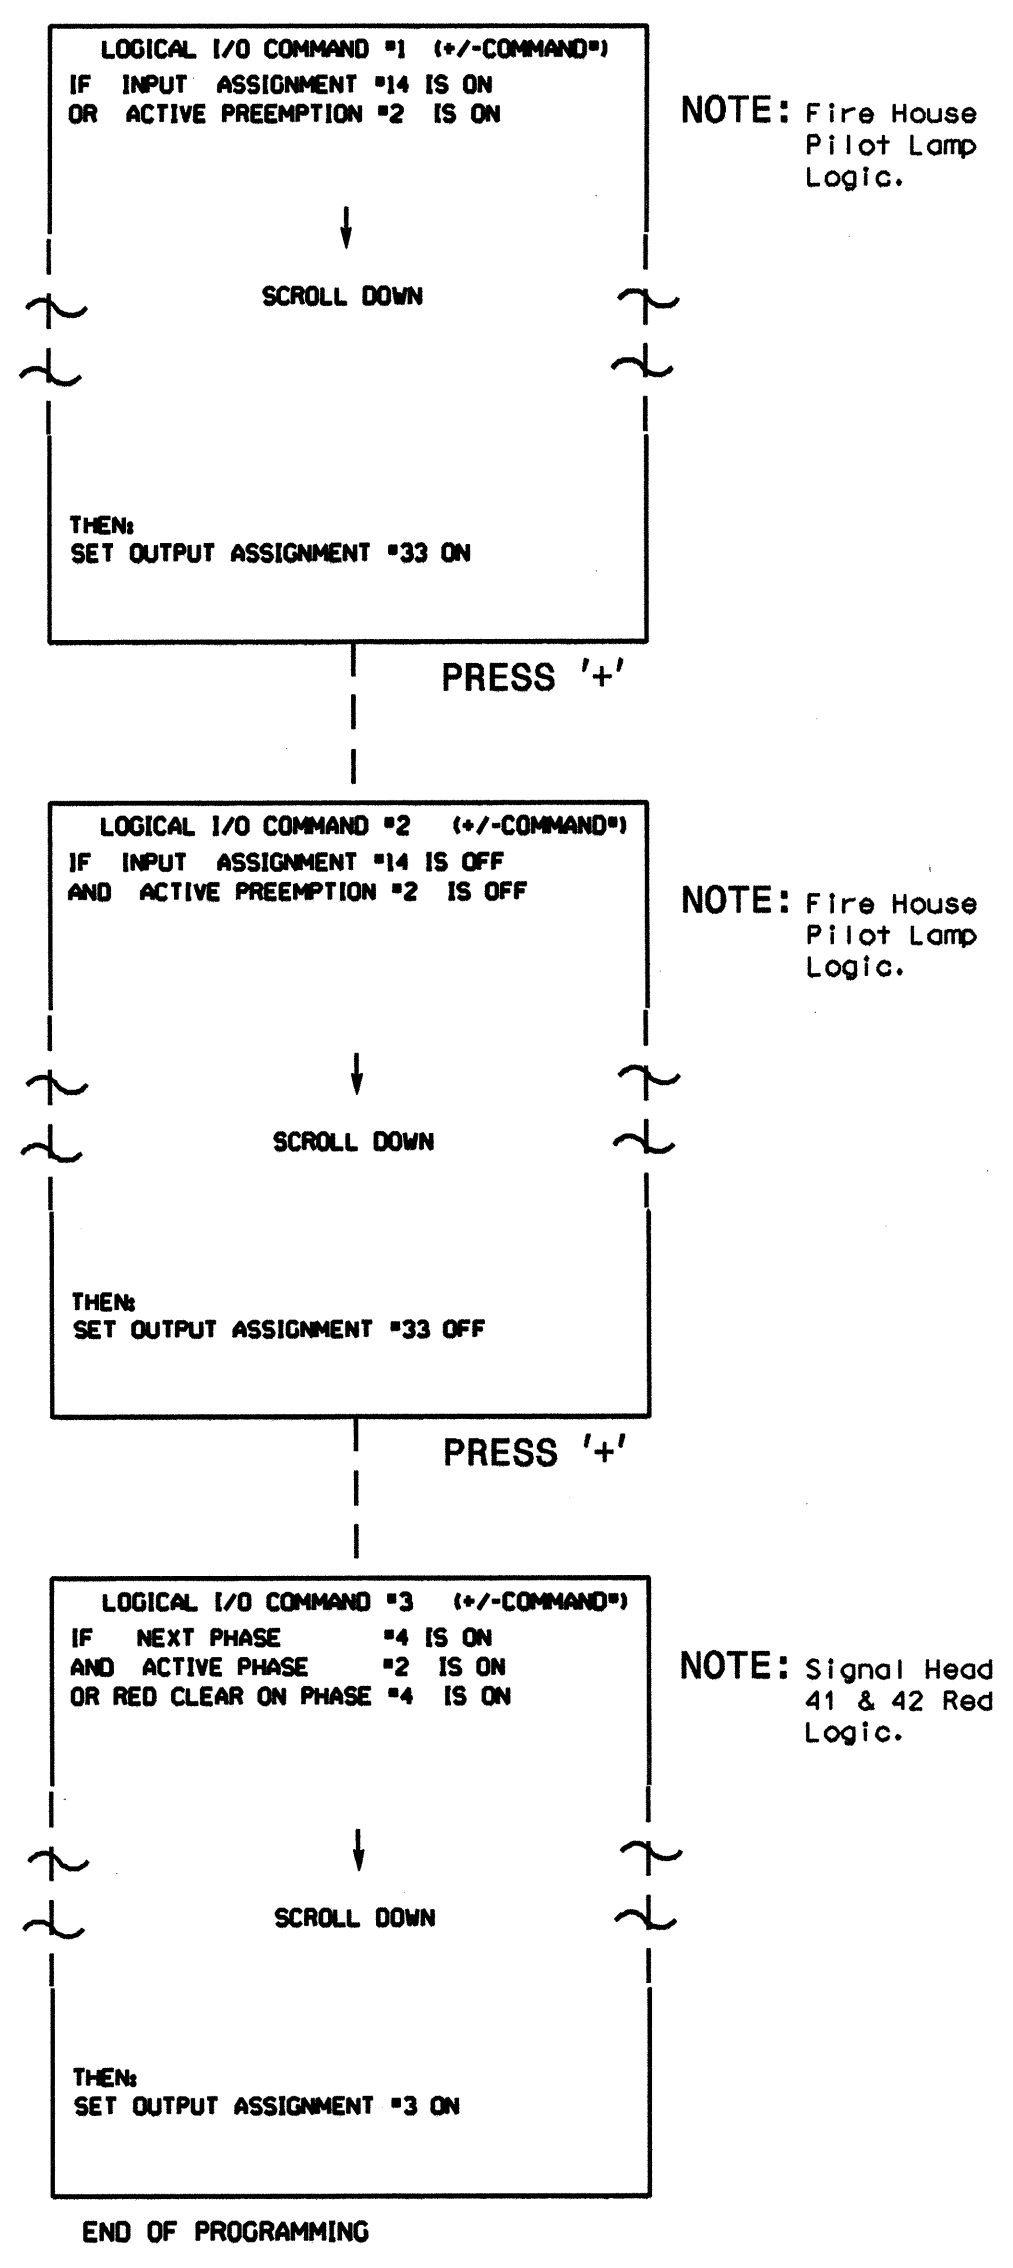 LOGICAL I/O COMMAND #1 (+/-COMMAND#)
IF INPUT ASSIGNMENT #14 IS ON
OR ACTIVE PREEMPTION #2 IS ON
NOTE: Fire House
Pilot Lamp
Logic.
SCROLL DOWN
THEN:
SET OUTPUT ASSIGNMENT #33 ON
PRESS '+'
LOGICAL I/O COMMAND #2 (+/-COMMAND#)
IF INPUT ASSIGNMENT #14 IS OFF
AND ACTIVE PREEMPTION #2 IS OFF
NOTE: Fire House
Pilot Lamp
Logic.
SCROLL DOWN
THEN:
SET OUTPUT ASSIGNMENT #33 OFF
PRESS '+'
LOGICAL I/O COMMAND #3 (+/-COMMAND#)
IF NEXT PHASE #4 IS ON
AND ACTIVE PHASE #2 IS ON
OR RED CLEAR ON PHASE #4 IS ON
NOTE: Signal Head
41 & 42 Red
Logic.
SCROLL DOWN
THEN:
SET OUTPUT ASSIGNMENT #3 ON
END OF PROGRAMMING